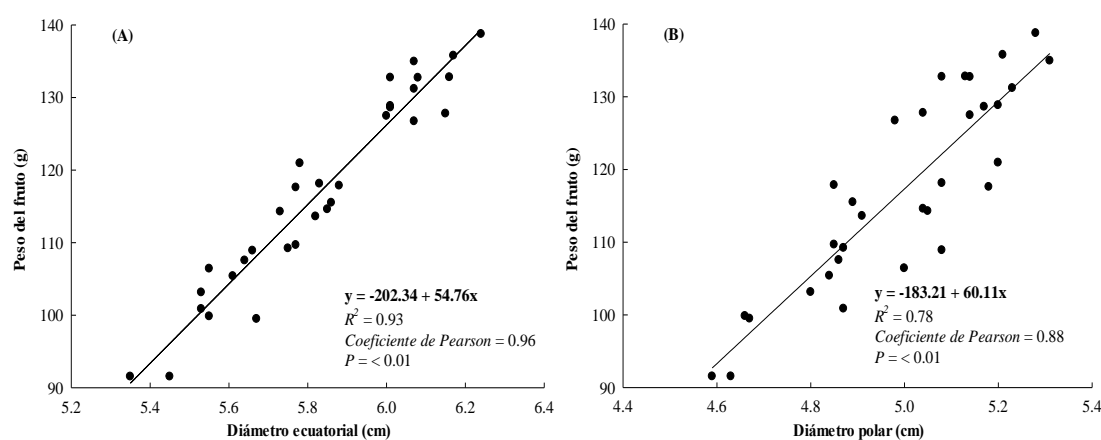 (A)
Peso del fruto (g)
140
130
120
110
100
90
5.2 5.4 5.6 5.8 6.0 6.2 6.4
Diámetro ecuatorial (cm)
y = -202.34 + 54.76x
R² = 0.93
Coeficiente de Pearson = 0.96
P = < 0.01
(B)
Peso del fruto (g)
140
130
120
110
100
90
4.4 4.6 4.8 5.0 5.2 5.4
Diámetro polar (cm)
y = -183.21 + 60.11x
R² = 0.78
Coeficiente de Pearson = 0.88
P = < 0.01